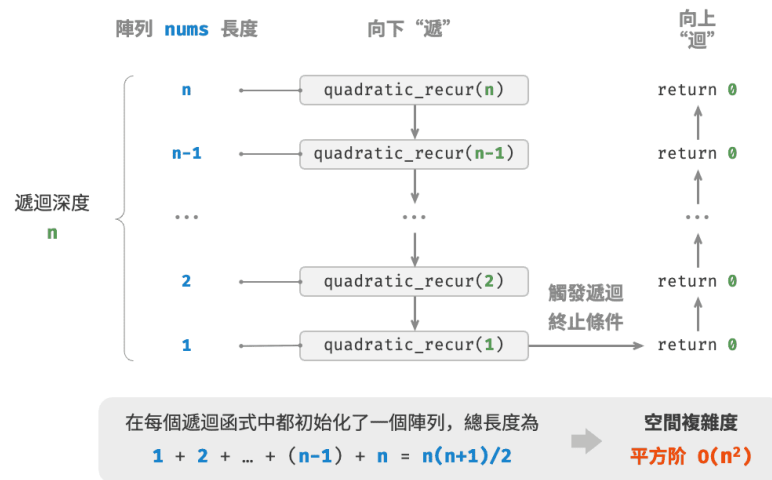 陣列 nums 長度
向下“遞”
向上
“迴”
n
quadratic_recur(n)
return 0
n-1
quadratic_recur(n-1)
return 0
遞迴深度
n
...
...
...
2
quadratic_recur(2)
return 0
觸發遞迴
終止條件
1
quadratic_recur(1)
return 0
在每個遞迴函式中都初始化了一個陣列，總長度為
1 + 2 + … + (n-1) + n = n(n+1)/2
空間複雜度
平方阶 O(n²)